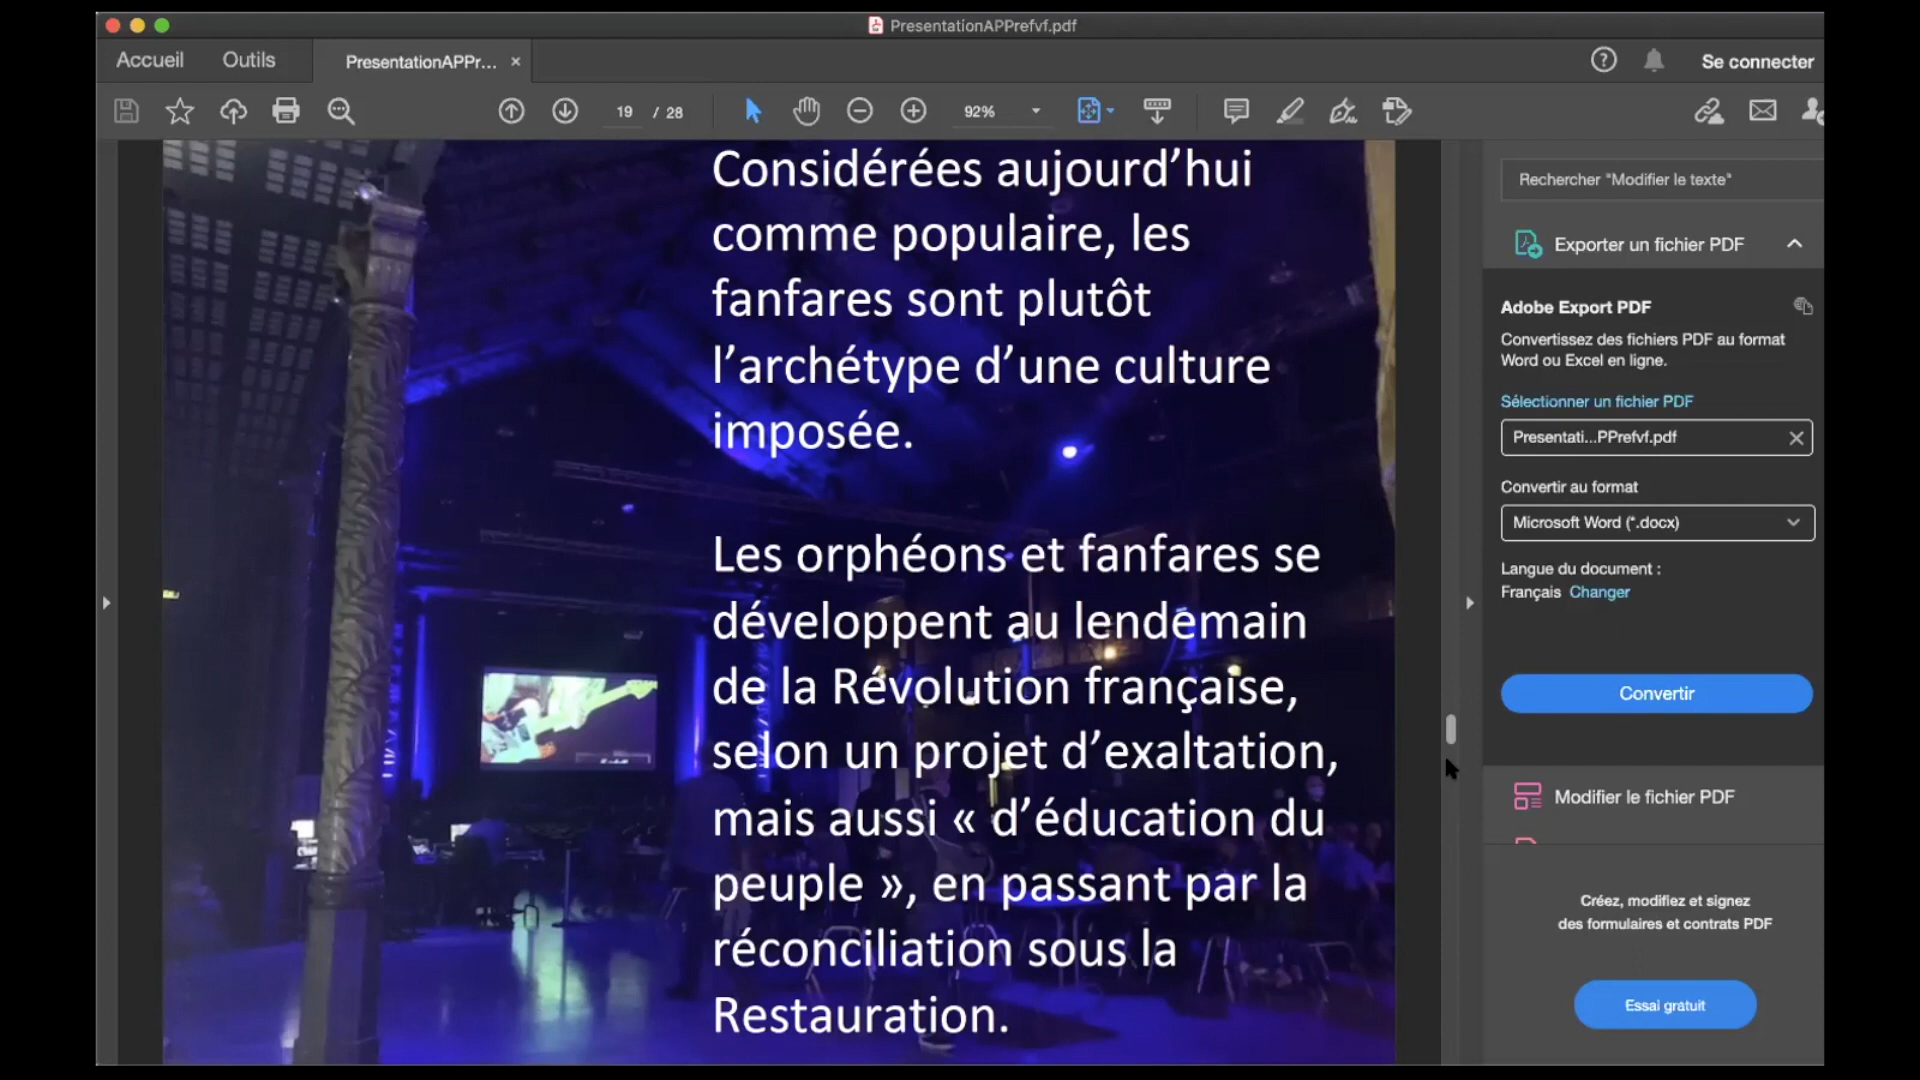 PresentationAPPrefvf.pdf
Accueil
Outils
PresentationAPPr... ×
Se connecter
19 / 28
92%
Considérées aujourd’hui
comme populaire, les
fanfares sont plutôt
l’archétype d’une culture
imposée.
Les orphéons et fanfares se
développent au lendemain
de la Révolution française,
selon un projet d’exaltation,
mais aussi « d’éducation du
peuple », en passant par la
réconciliation sous la
Restauration.
Rechercher "Modifier le texte"
Exporter un fichier PDF
Adobe Export PDF
Convertissez des fichiers PDF au format
Word ou Excel en ligne.
Sélectionner un fichier PDF
Presentati...PPrefvf.pdf
Convertir au format
Microsoft Word (*.docx)
Langue du document :
Français Changer
Convertir
Modifier le fichier PDF
Créez, modifiez et signez
des formulaires et contrats PDF
Essai gratuit